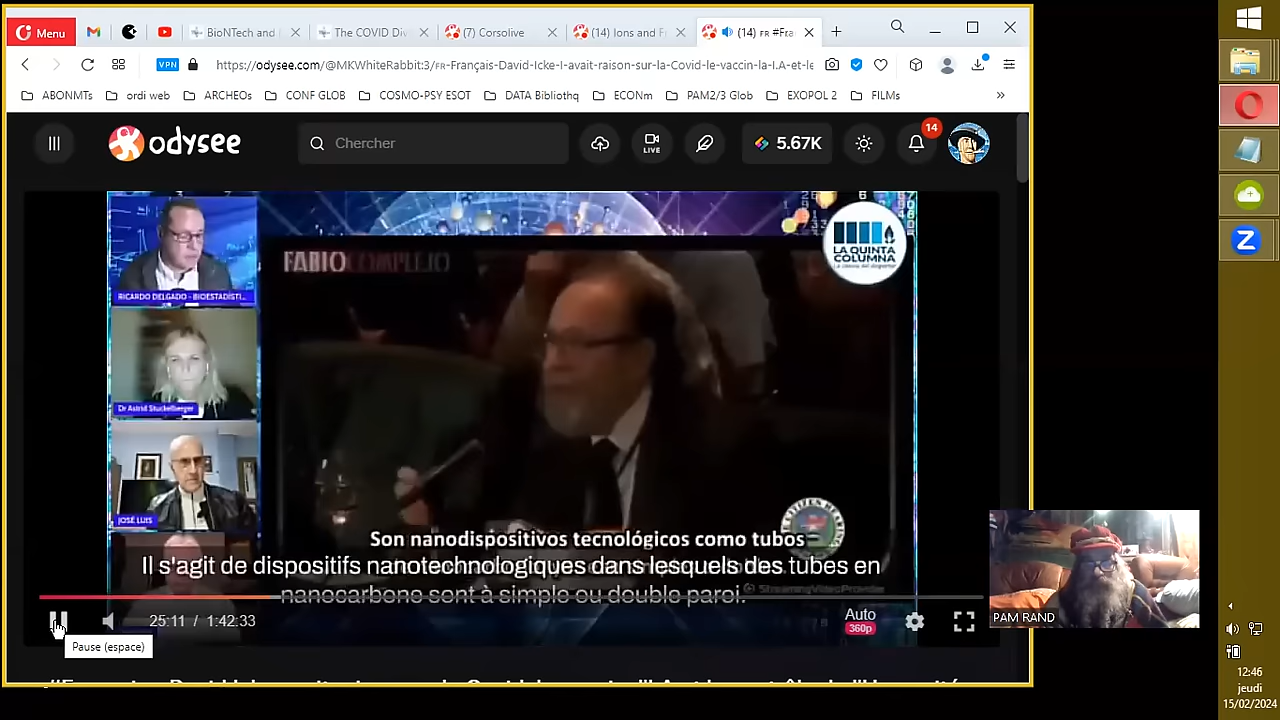 Menu
BioNTech and
The COVID Div
(7) Corsolive
(14) Ions and F
(14) FR #Fra
VPN
https://odysee.com/@MKWhiteRabbit:3/FR-Français-David-Icke-l-avait-raison-sur-la-Covid-le-vaccin-la-I.A-et-le
ABONMTs
ordi web
ARCHEOs
CONF GLOB
COSMO-PSY ESOT
DATA Bibliothq
ECONm
PAM2/3 Glob
EXOPOL 2
FILMs
»
odysee
Chercher
LIVE
5.67K
14
RICARDO DELGADO - BIOESTADÍSTI...
Dr Astrid Stuckelberger
JOSÉ LUIS
FABIOCOMPLEJO
LA QUINTA
COLUMNA
Son nanodispositivos tecnológicos como tubos
Il s'agit de dispositifs nanotechnologiques dans lesquels des tubes en
nanocarbone sont à simple ou double paroi.
StreamingVideoProvider
25:11 / 1:42:33
Auto
360p
Pause (espace)
PAM RAND
12:46
jeudi
15/02/2024